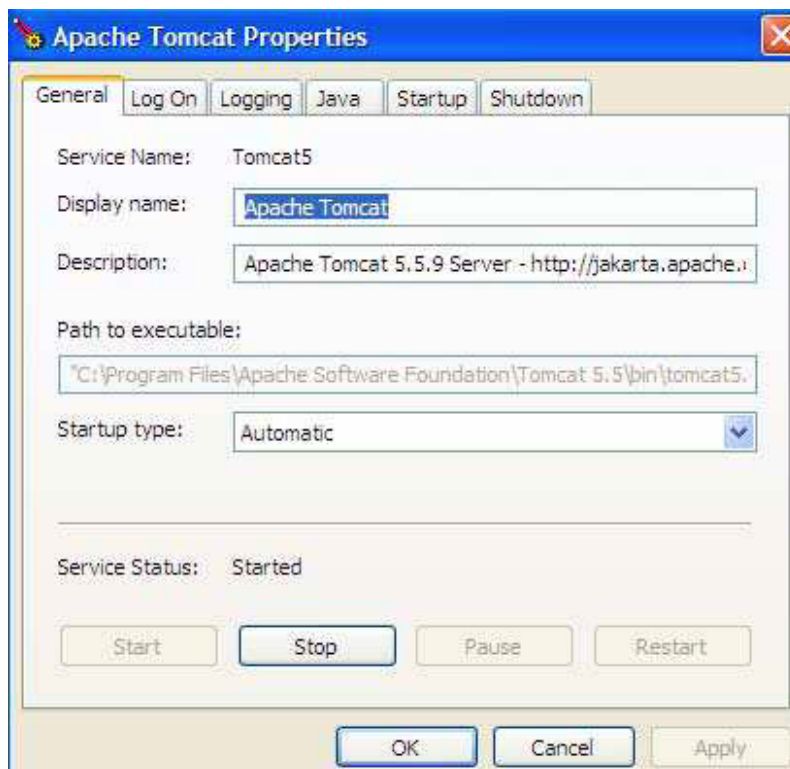 Apache Tomcat Properties
General Log On Logging Java Startup Shutdown
Service Name: Tomcat5
Display name: Apache Tomcat
Description: Apache Tomcat 5.5.9 Server - http://jakarta.apache.
Path to executable:
"C:\Program Files\Apache Software Foundation\Tomcat 5.5\bin\tomcat5.
Startup type: Automatic
Service Status: Started
Start Stop Pause Restart
OK Cancel Apply